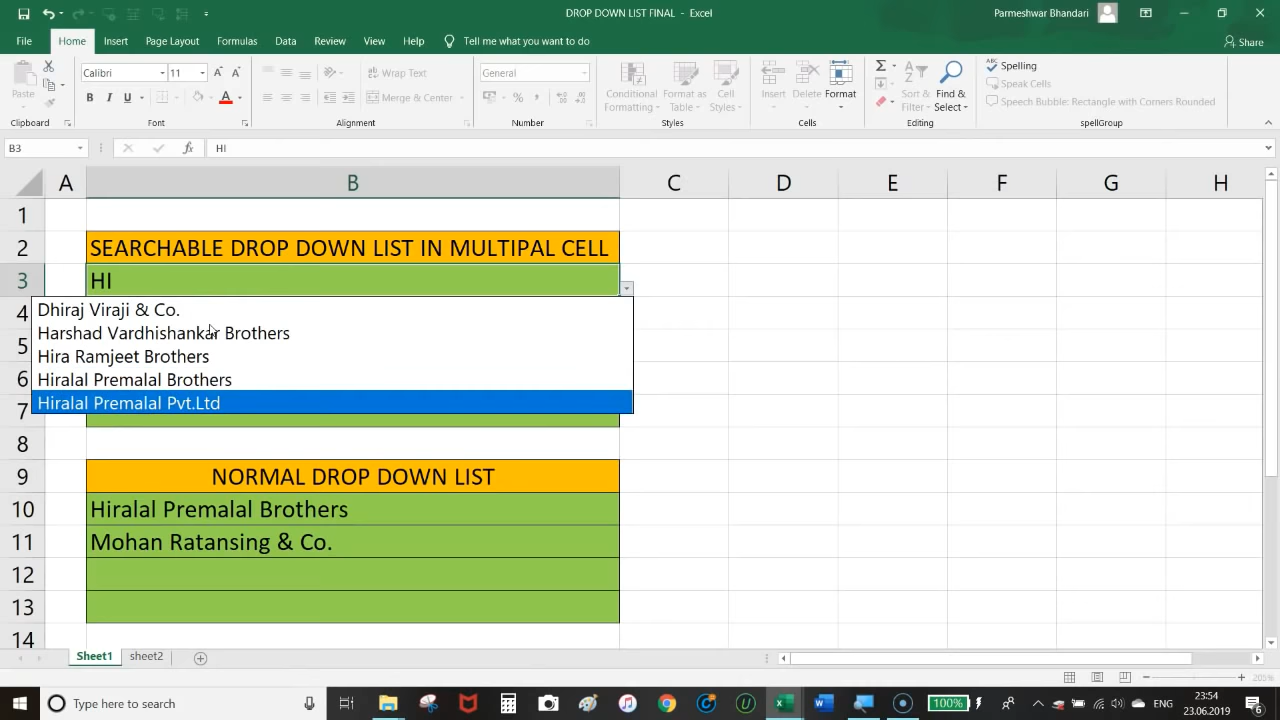 DROP DOWN LIST FINAL - Excel
Parmeshwar Bhandari
File Home Insert Page Layout Formulas Data Review View Help Tell me what you want to do Share
Paste
Calibri 11
B I U A
Wrap Text
Merge & Center
General
% ,
Conditional Formatting
Format as Table
Cell Styles
Insert Delete Format
Sort & Filter
Find & Select
Spelling
Speak Cells
Speech Bubble: Rectangle with Corners Rounded
Clipboard Font Alignment Number Styles Cells Editing spellGroup
B3 fx HI
A B C D E F G H
1
2 SEARCHABLE DROP DOWN LIST IN MULTIPAL CELL
3 HI
Dhiraj Viraji & Co.
4
Harshad Vardhishankar Brothers
5
Hira Ramjeet Brothers
6
Hiralal Premalal Brothers
Hiralal Premalal Pvt.Ltd
7
8
9 NORMAL DROP DOWN LIST
10 Hiralal Premalal Brothers
11 Mohan Ratansing & Co.
12
13
14
Sheet1 sheet2
205%
Type here to search
100%
ENG
23:54
23.06.2019